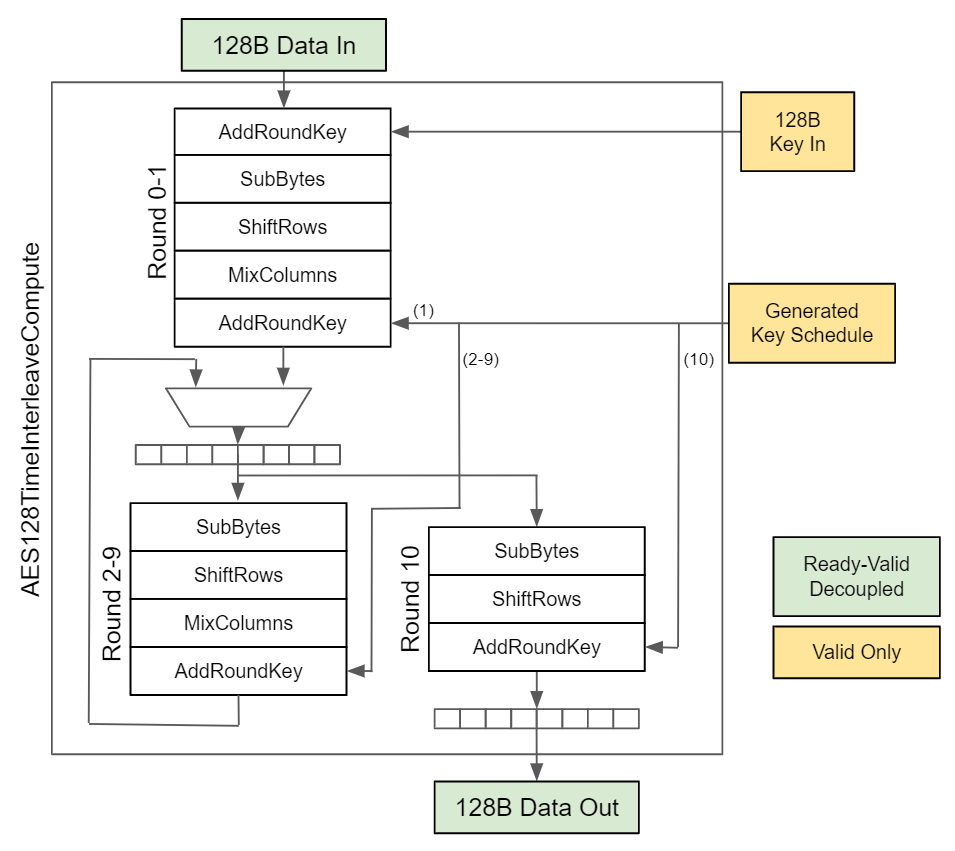 128B Data In
AddRoundKey
SubBytes
ShiftRows
MixColumns
AddRoundKey
Round 0-1
128B
Key In
Generated
Key Schedule
(1)
(2-9)
(10)
AES128TimeInterleaveCompute
SubBytes
ShiftRows
MixColumns
AddRoundKey
Round 2-9
SubBytes
ShiftRows
AddRoundKey
Round 10
Ready-Valid
Decoupled
Valid Only
128B Data Out